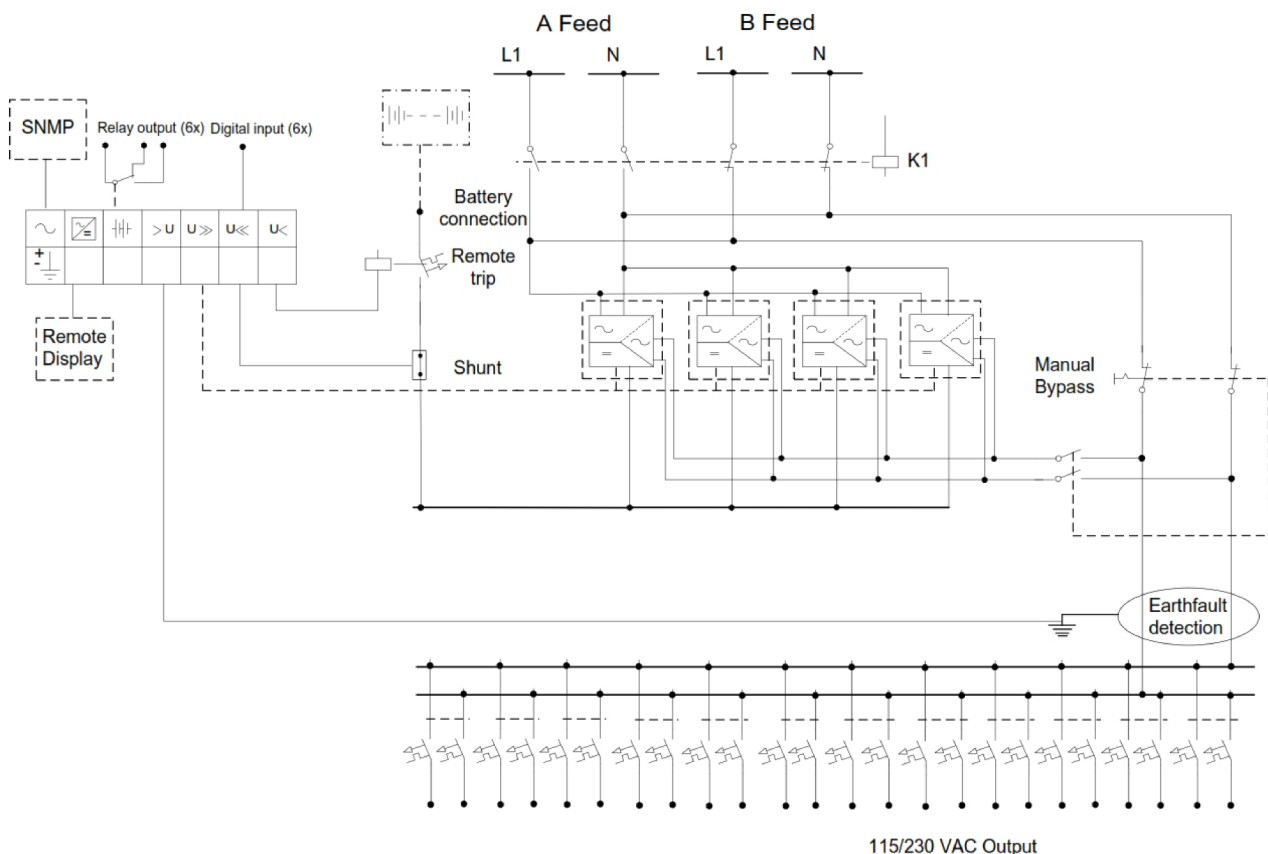 A Feed
B Feed
L1
N
L1
N
SNMP
Relay output (6x)
Digital input (6x)
K1
Battery
connection
>U
U>>
U<<
U<
+
-
Remote
trip
Remote
Display
Shunt
Manual
Bypass
Earthfault
detection
115/230 VAC Output